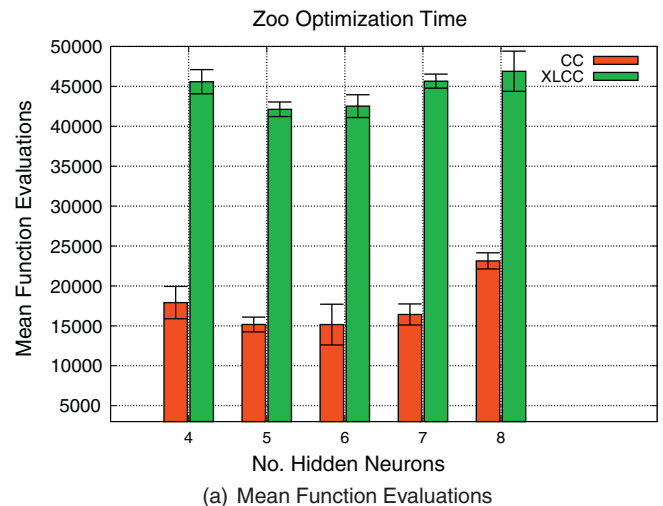 Zoo Optimization Time
50000
45000
40000
35000
30000
25000
20000
15000
10000
5000
Mean Function Evaluations
CC
XLCC
4 5 6 7 8
No. Hidden Neurons
(a) Mean Function Evaluations